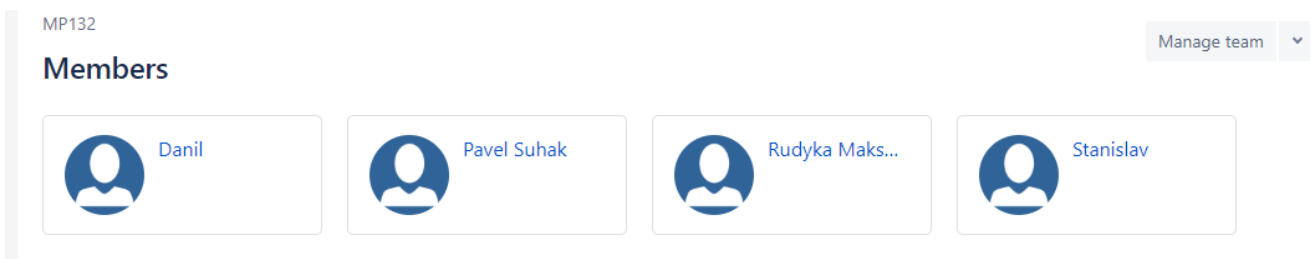 MP132
Manage team
Members
Danil
Pavel Suhak
Rudyka Maks...
Stanislav